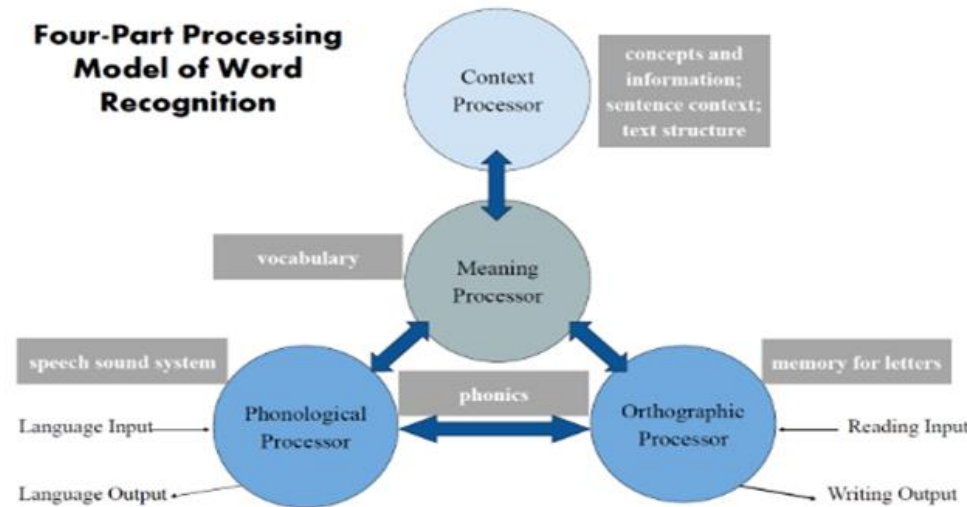 Four-Part Processing
Model of Word
Recognition
Context
Processor
concepts and
information;
sentence context;
text structure
vocabulary
Meaning
Processor
speech sound system
memory for letters
phonics
Phonological
Processor
Orthographic
Processor
Language Input
Reading Input
Language Output
Writing Output